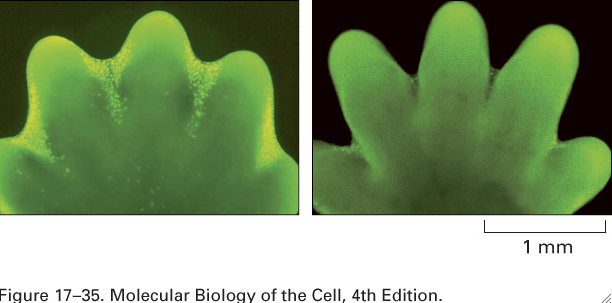 1 mm
Figure 17–35. Molecular Biology of the Cell, 4th Edition.